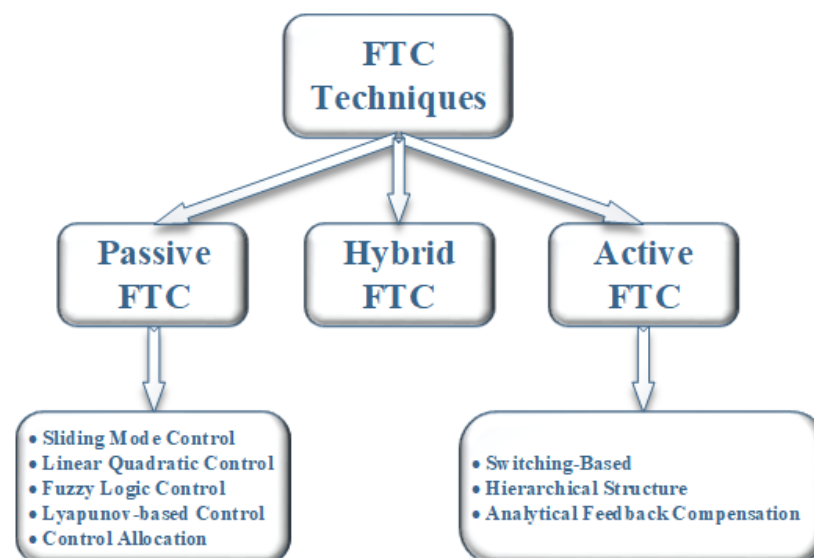 FTC
Techniques
Passive
FTC
Hybrid
FTC
Active
FTC
• Sliding Mode Control
• Linear Quadratic Control
• Fuzzy Logic Control
• Lyapunov-based Control
• Control Allocation
• Switching-Based
• Hierarchical Structure
• Analytical Feedback Compensation